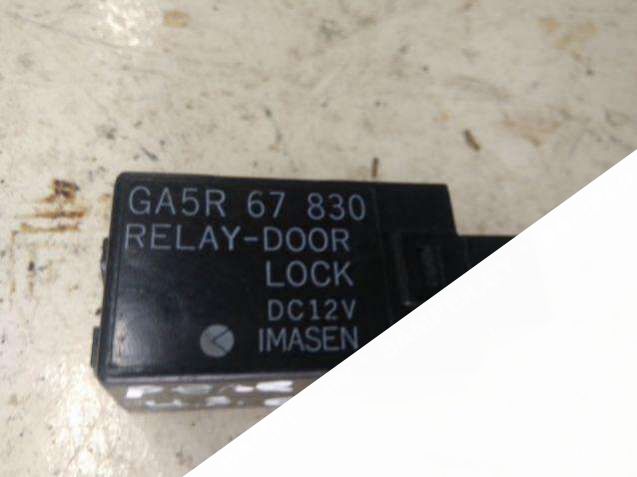 GA5R 67 830
RELAY-DOOR
LOCK
DC12V
IMASEN